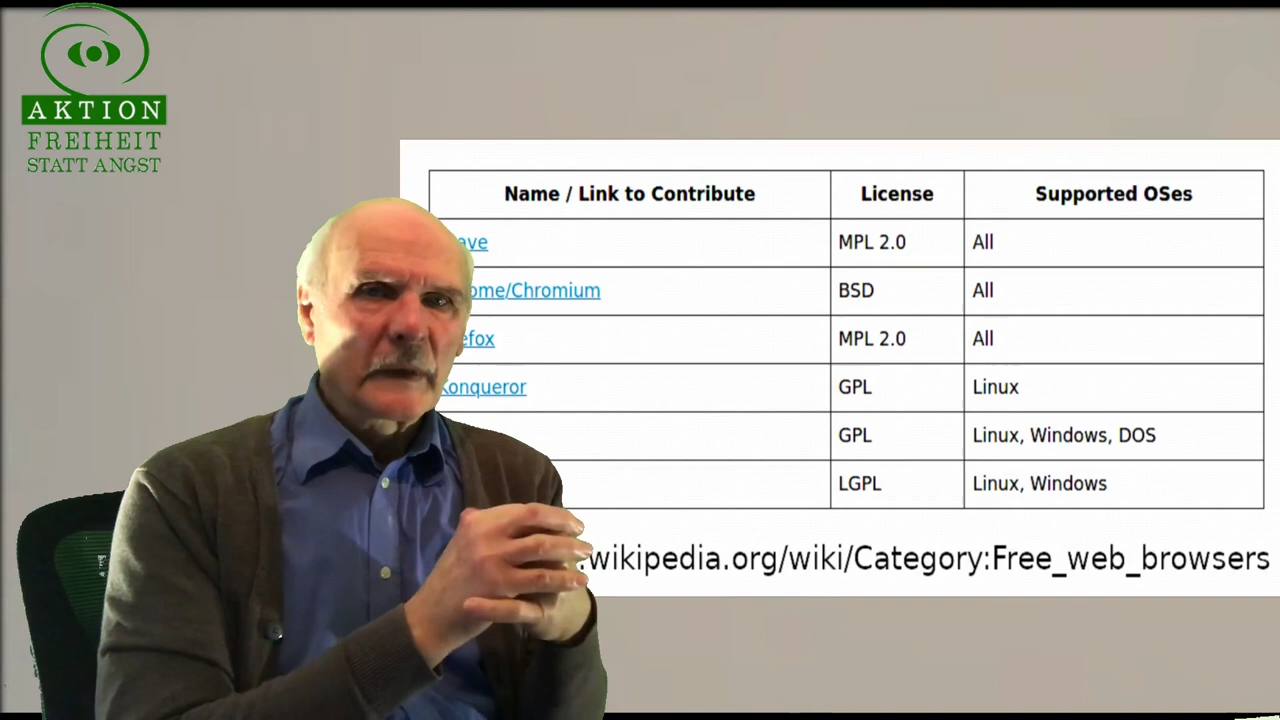 AKTION
FREIHEIT
STATT ANGST
Name / Link to Contribute License Supported OSes
MPL 2.0 All
/Chromium BSD All
MPL 2.0 All
Konqueror GPL Linux
GPL Linux, Windows, DOS
LGPL Linux, Windows
.wikipedia.org/wiki/Category:Free_web_browsers